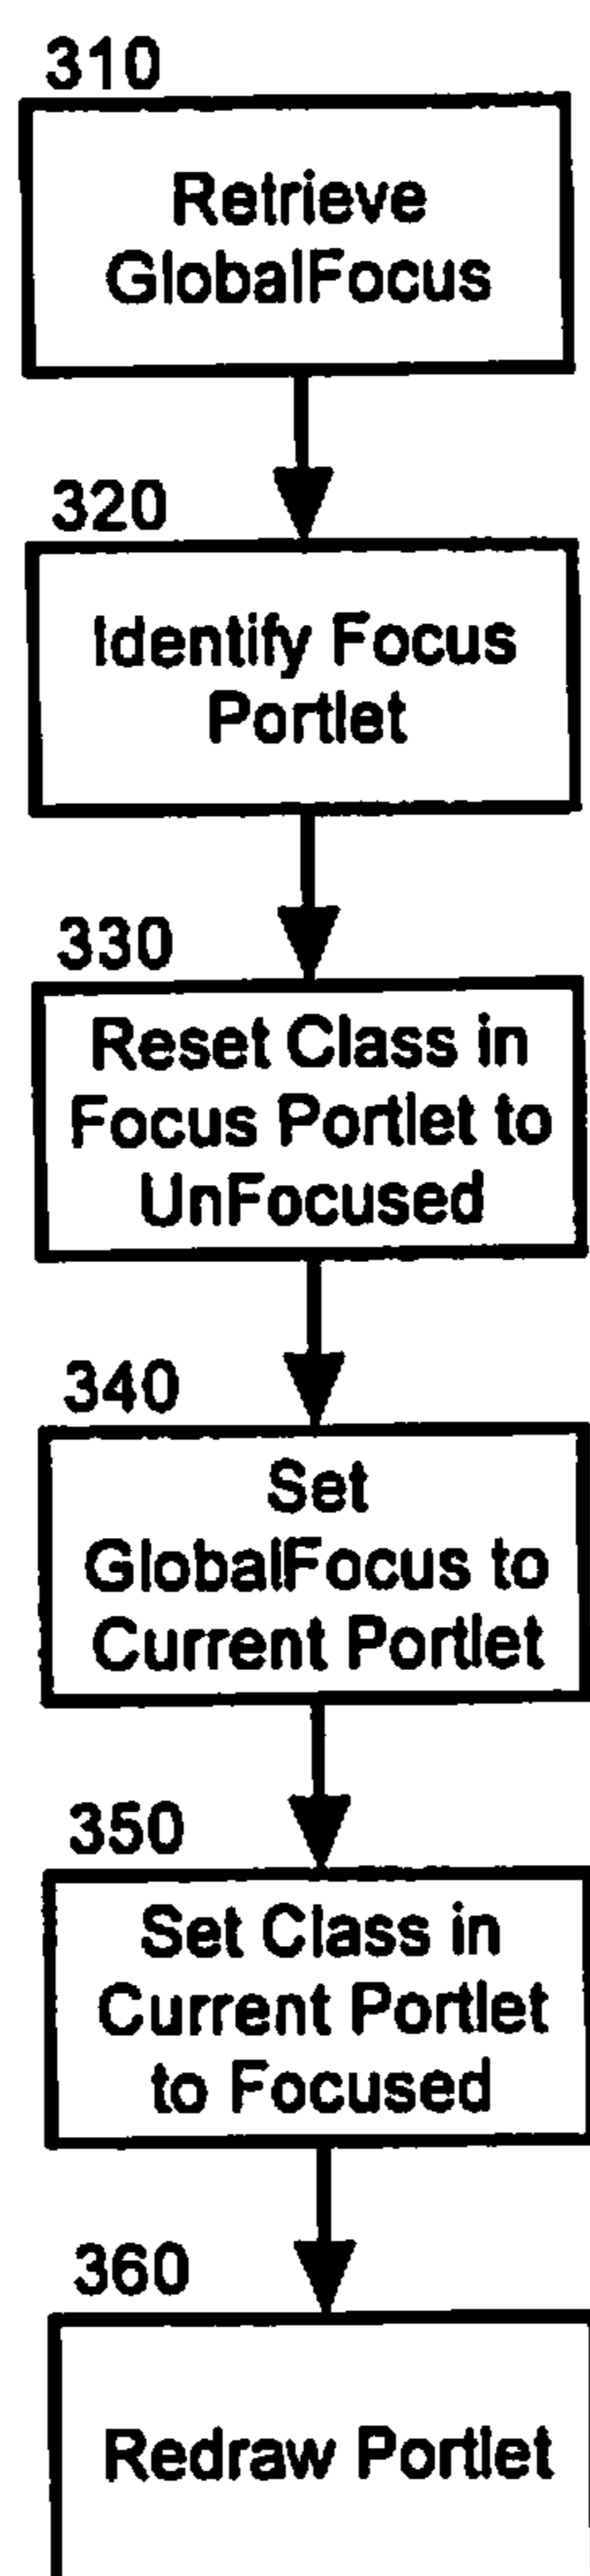 310
Retrieve
GlobalFocus
320
Identify Focus
Portlet
330
Reset Class in
Focus Portlet to
UnFocused
340
Set
GlobalFocus to
Current Portlet
350
Set Class in
Current Portlet
to Focused
360
Redraw Portlet